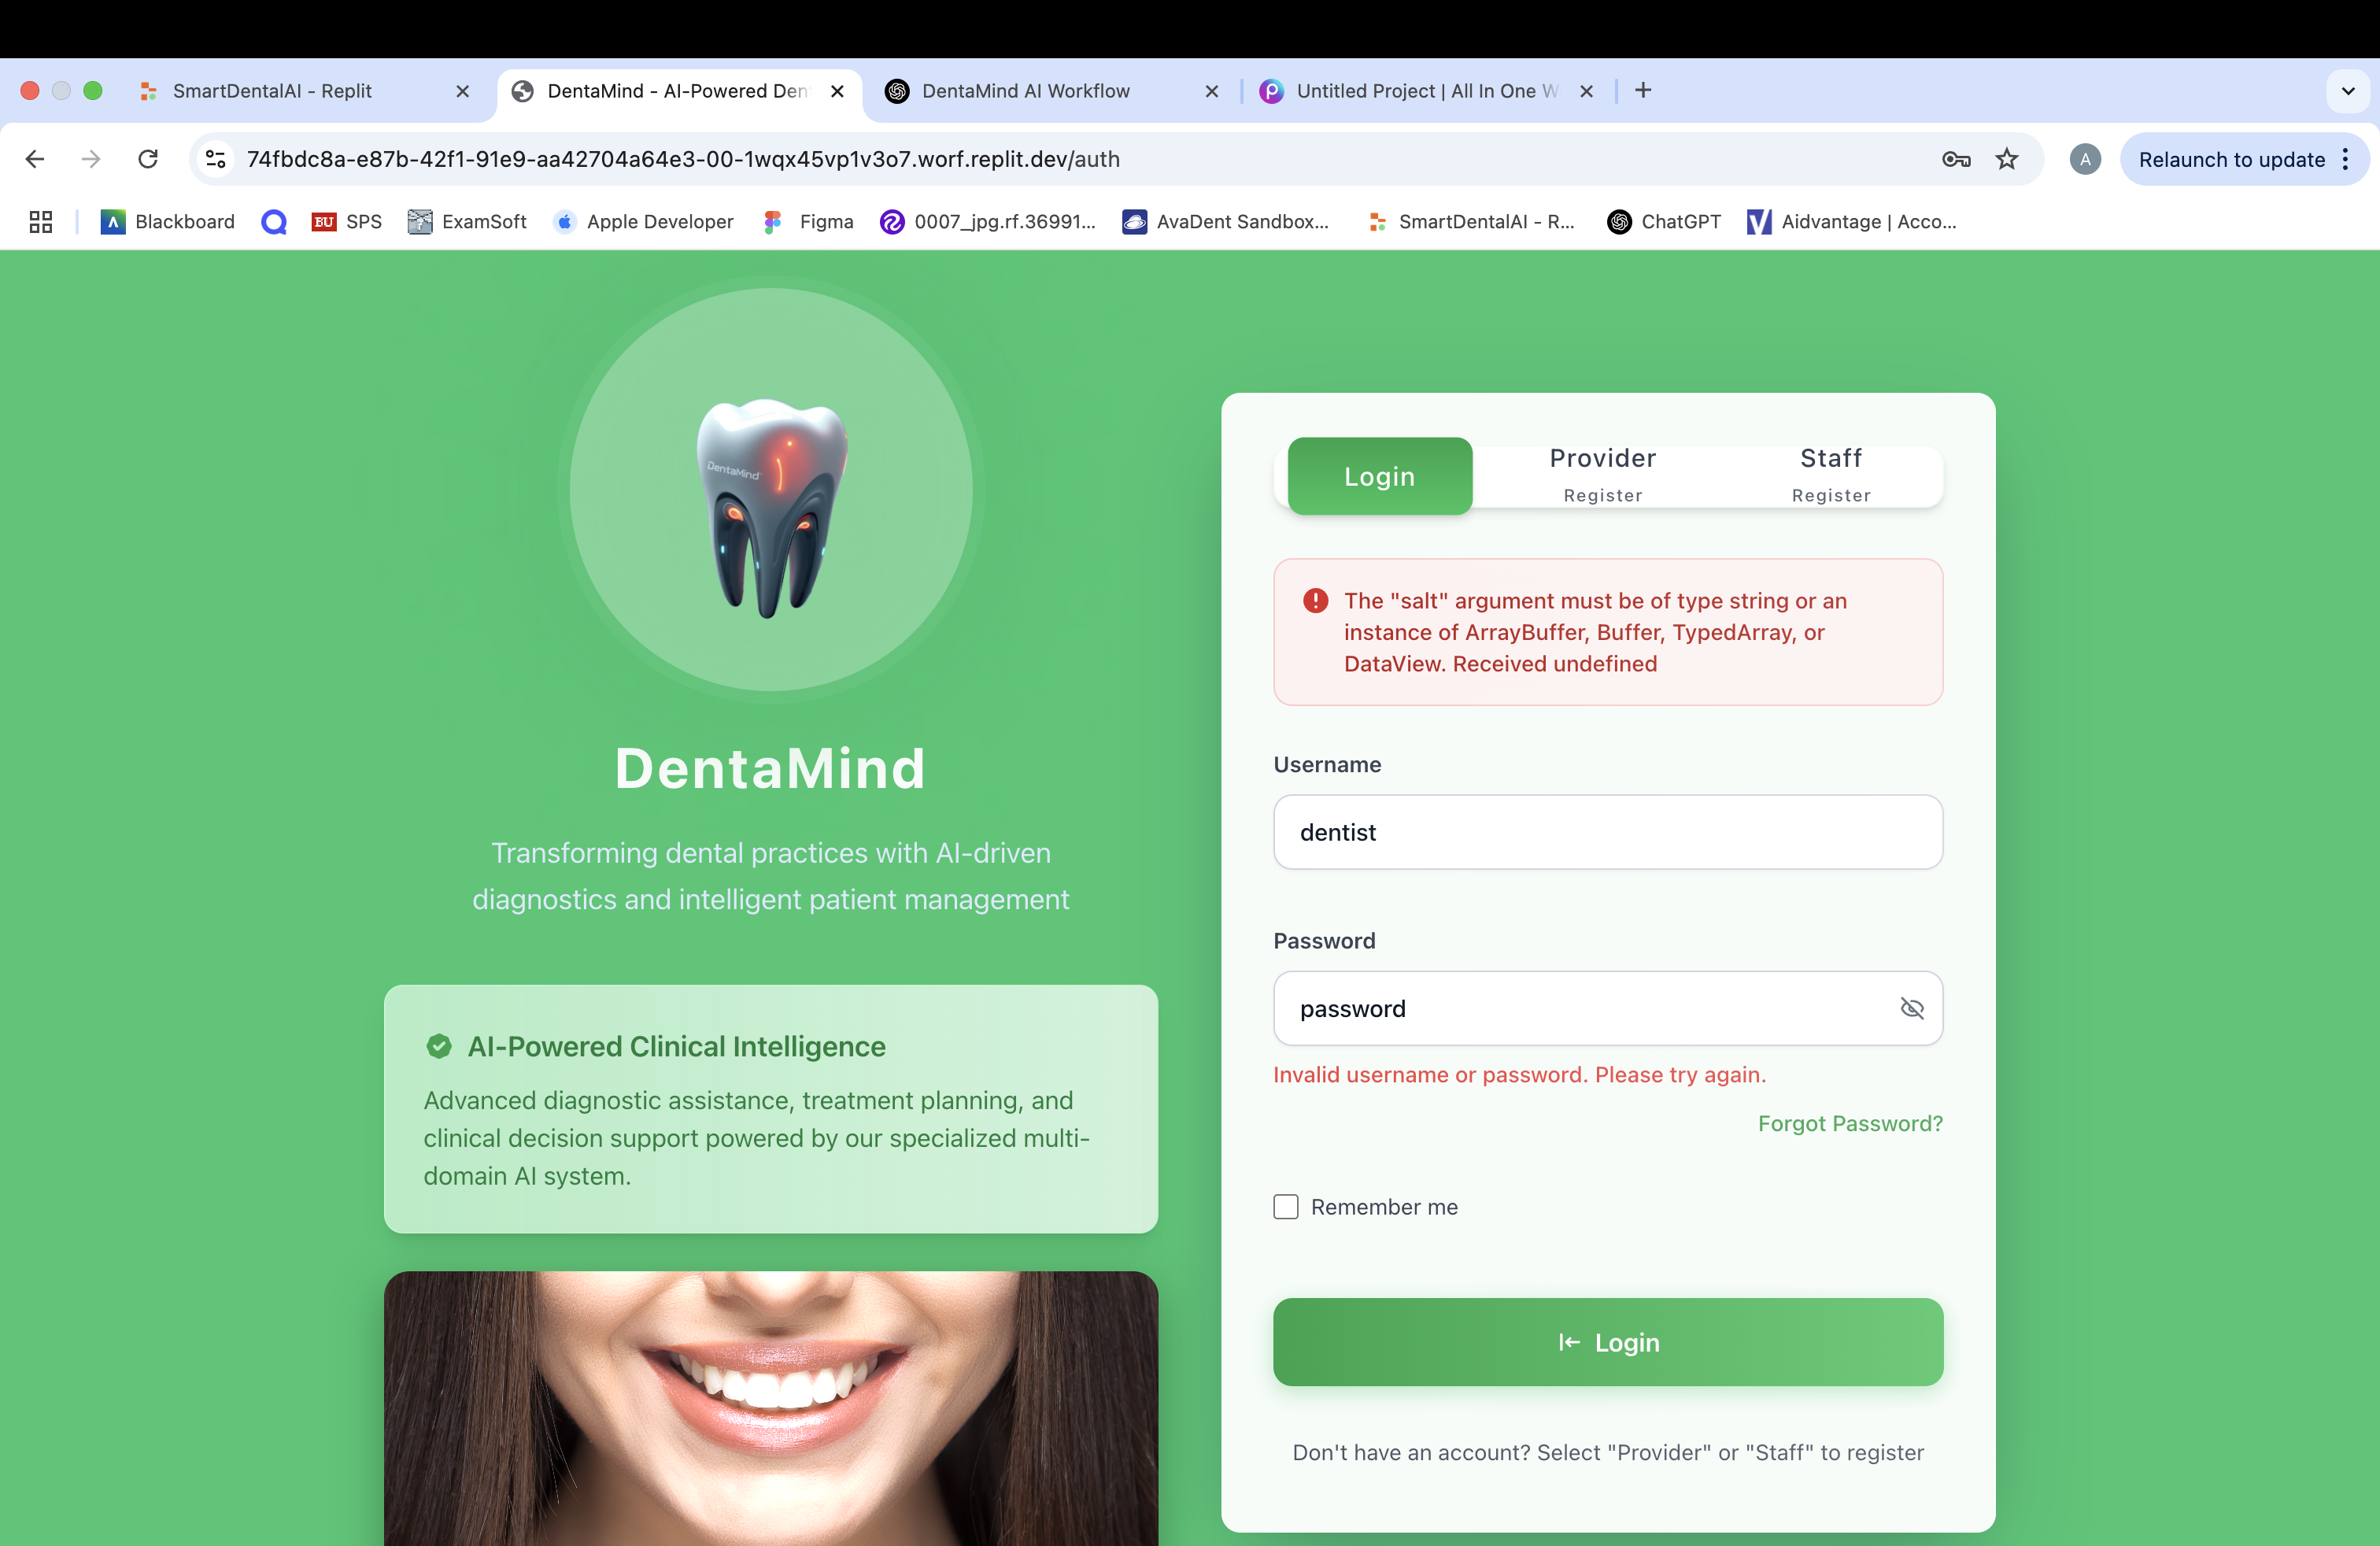 SmartDentalAI - Replit
DentaMind - AI-Powered Den
DentaMind AI Workflow
Untitled Project | All In One W
74fbdc8a-e87b-42f1-91e9-aa42704a64e3-00-1wqx45vp1v3o7.worf.replit.dev/auth
A
Relaunch to update
Blackboard
BU SPS
ExamSoft
Apple Developer
Figma
0007_jpg.rf.36991...
AvaDent Sandbox...
SmartDentalAI - R...
ChatGPT
Aidvantage | Acco...
DentaMind
DentaMind
Transforming dental practices with AI-driven
diagnostics and intelligent patient management
AI-Powered Clinical Intelligence
Advanced diagnostic assistance, treatment planning, and
clinical decision support powered by our specialized multi-
domain AI system.
Login
Provider
Register
Staff
Register
The "salt" argument must be of type string or an
instance of ArrayBuffer, Buffer, TypedArray, or
DataView. Received undefined
Username
dentist
Password
password
Invalid username or password. Please try again.
Forgot Password?
Remember me
Login
Don't have an account? Select "Provider" or "Staff" to register